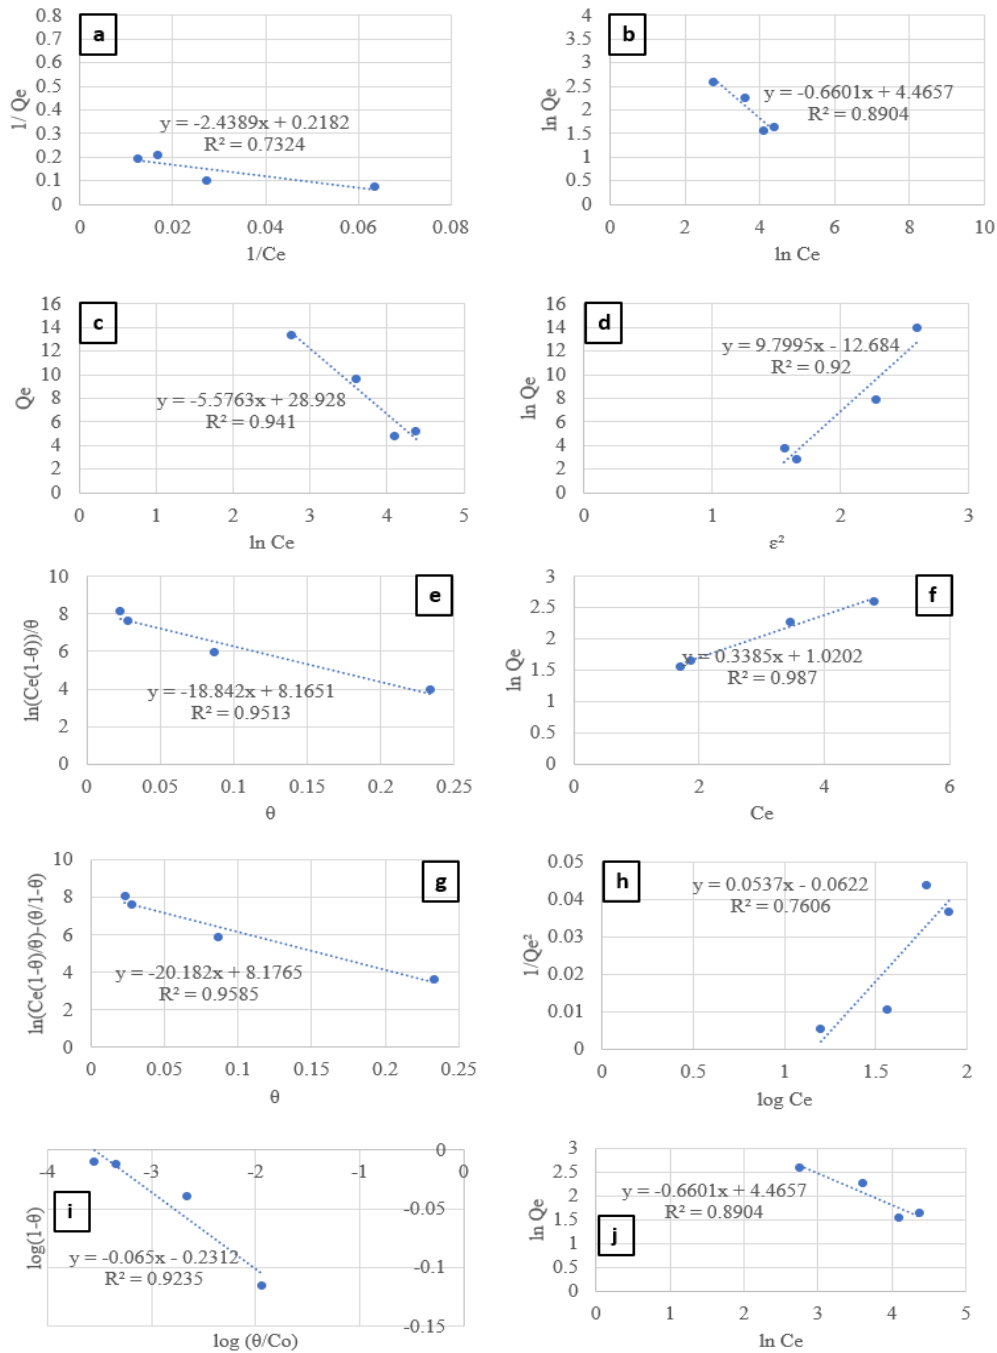 a
0.8
0.7
0.6
0.5
0.4
0.3
0.2
0.1
0
1/ Qe
y = -2.4389x + 0.2182
R² = 0.7324
0 0.02 0.04 0.06 0.08
1/Ce
b
4
3.5
3
2.5
2
1.5
1
0.5
0
ln Qe
y = -0.6601x + 4.4657
R² = 0.8904
0 2 4 6 8 10
ln Ce
c
16
14
12
10
8
6
4
2
0
Qe
y = -5.5763x + 28.928
R² = 0.941
0 1 2 3 4 5
ln Ce
d
16
14
12
10
8
6
4
2
0
ln Qe
y = 9.7995x - 12.684
R² = 0.92
0 1 2 3
ε²
e
10
8
6
4
2
0
ln(Ce(1-θ))/θ
y = -18.842x + 8.1651
R² = 0.9513
0 0.05 0.1 0.15 0.2 0.25
θ
f
3
2.5
2
1.5
1
0.5
0
ln Qe
y = 0.3385x + 1.0202
R² = 0.987
0 2 4 6
Ce
g
10
8
6
4
2
0
ln(Ce(1-θ)/θ)-(θ/1-θ)
y = -20.182x + 8.1765
R² = 0.9585
0 0.05 0.1 0.15 0.2 0.25
θ
h
0.05
0.04
0.03
0.02
0.01
0
1/Qe²
y = 0.0537x - 0.0622
R² = 0.7606
0 0.5 1 1.5 2
log Ce
i
-4 -3 -2 -1 0
0
-0.05
-0.1
-0.15
log(1-θ)
y = -0.065x - 0.2312
R² = 0.9235
log (θ/Co)
j
3
2.5
2
1.5
1
0.5
0
ln Qe
y = -0.6601x + 4.4657
R² = 0.8904
0 1 2 3 4 5
ln Ce